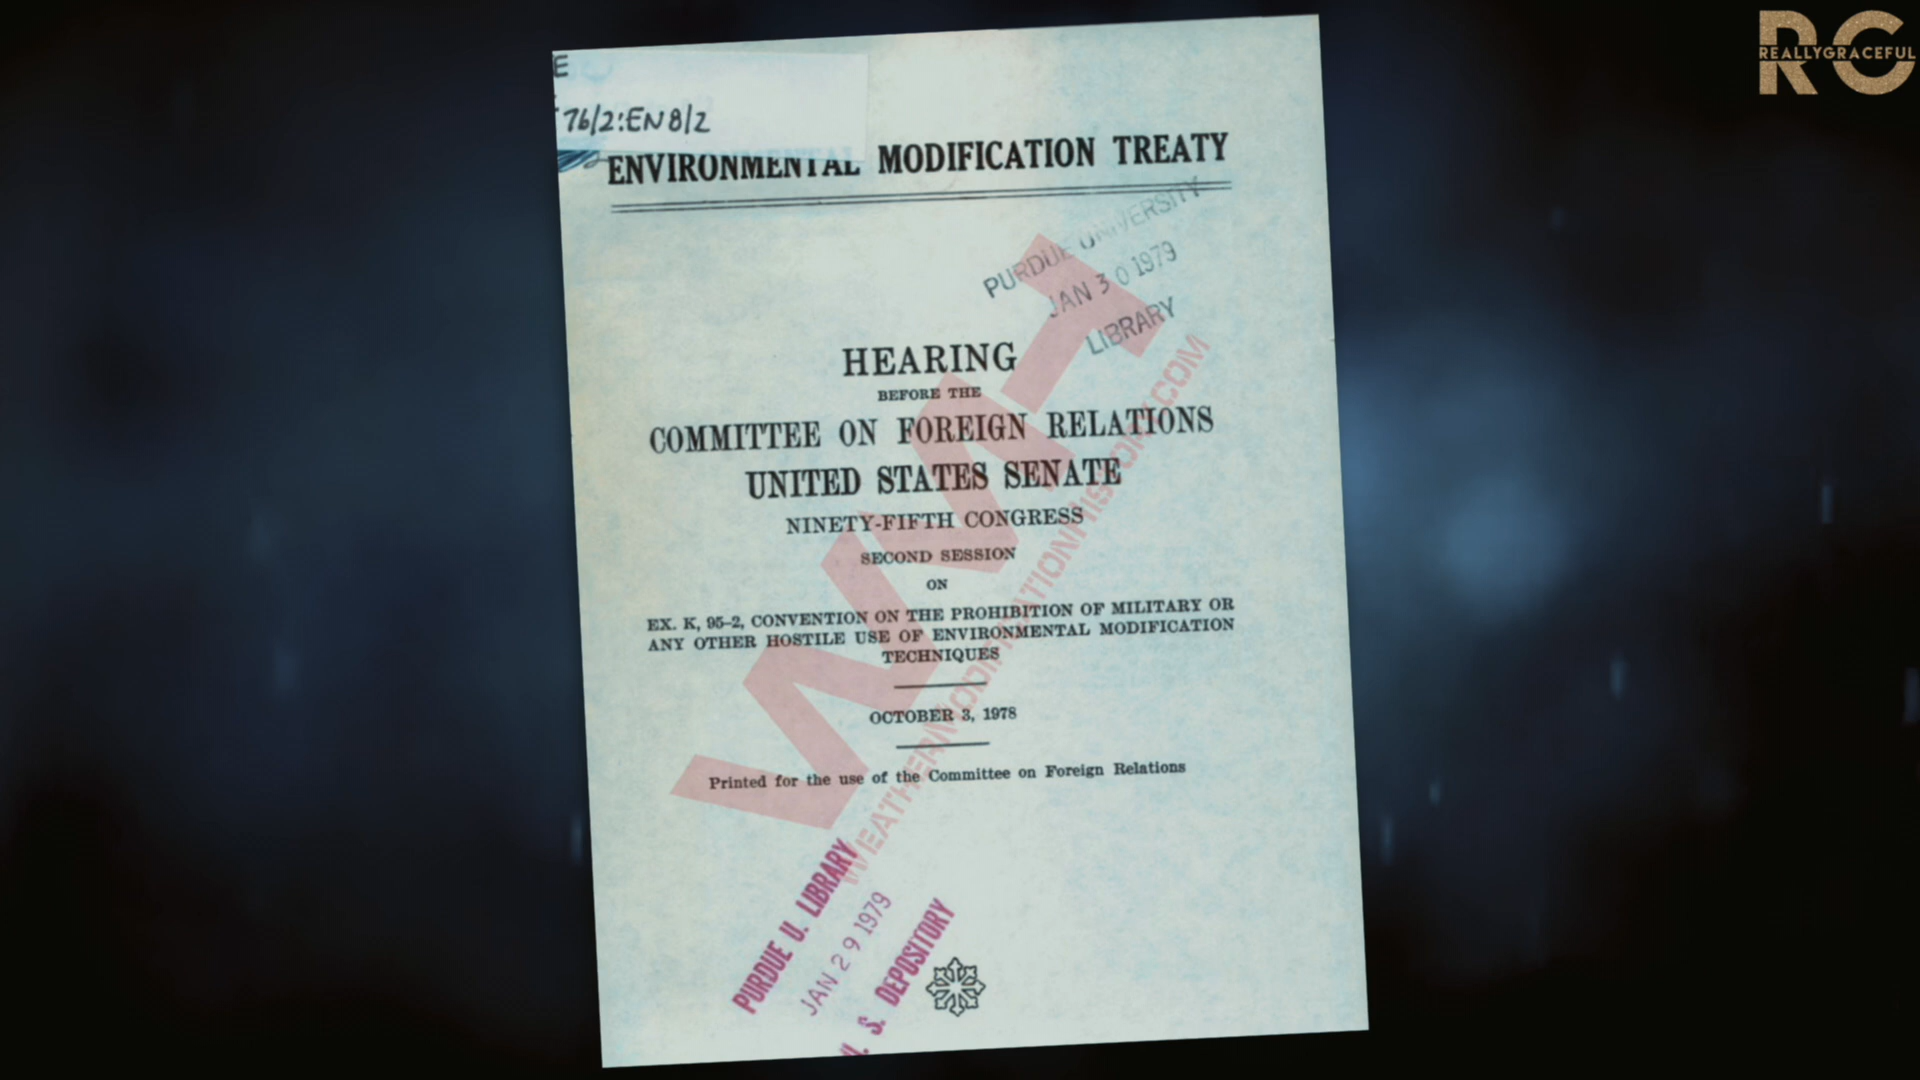 RC
REALLYGRACEFUL
E
76/2:EN8/2
ENVIRONMENTAL MODIFICATION TREATY
PURDUE UNIVERSITY
JAN 30 1979
LIBRARY
HEARING
BEFORE THE
COMMITTEE ON FOREIGN RELATIONS
UNITED STATES SENATE
NINETY-FIFTH CONGRESS
SECOND SESSION
ON
EX. K, 95–2, CONVENTION ON THE PROHIBITION OF MILITARY OR
ANY OTHER HOSTILE USE OF ENVIRONMENTAL MODIFICATION
TECHNIQUES
OCTOBER 3, 1978
Printed for the use of the Committee on Foreign Relations
WEATHERMODIFICATIONHISTORY.COM
PURDUE U. LIBRARY
JAN 29 1979
U. S. DEPOSITORY